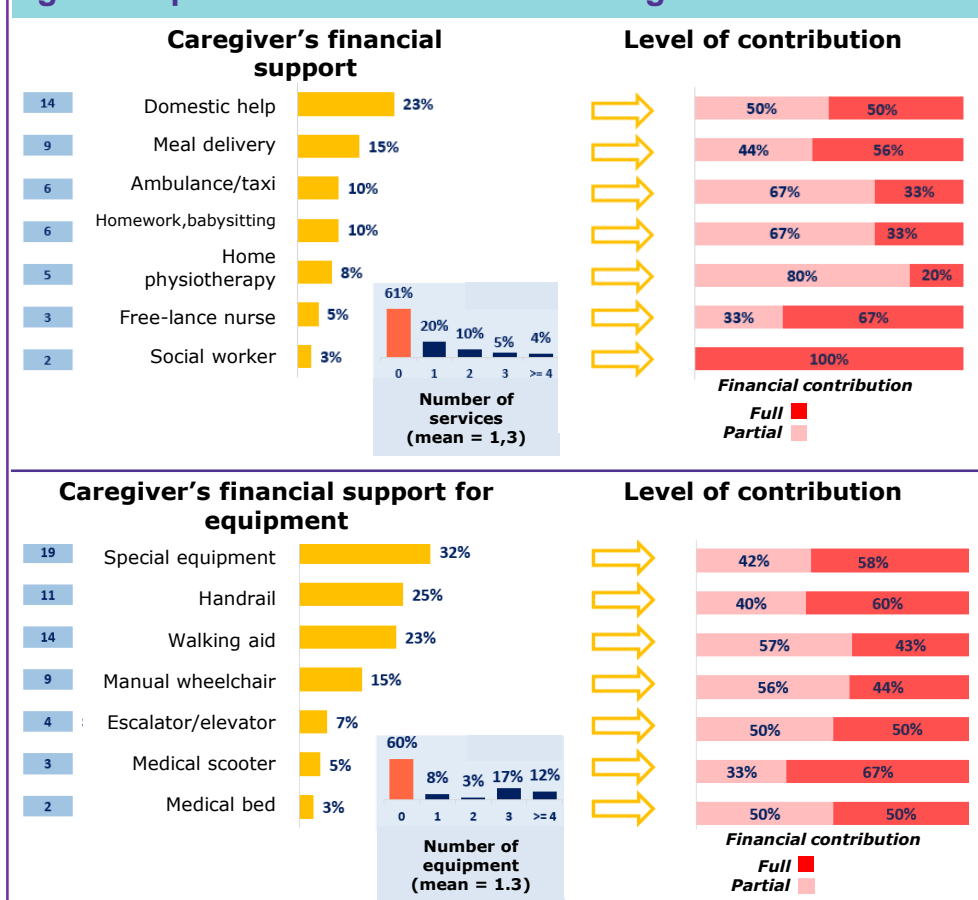 Caregiver's financial
support
Level of contribution
14 Domestic help 23% 50% 50%
9 Meal delivery 15% 44% 56%
6 Ambulance/taxi 10% 67% 33%
6 Homework,babysitting 10% 67% 33%
Home
5 physiotherapy 8% 80% 20%
3 Free-lance nurse 5% 33% 67%
2 Social worker 3% 100%
61% 20% 10% 5% 4%
0 1 2 3 >= 4
Number of
services
(mean = 1,3)
Financial contribution
Full
Partial
Caregiver's financial support for
equipment
Level of contribution
19 Special equipment 32% 42% 58%
11 Handrail 25% 40% 60%
14 Walking aid 23% 57% 43%
9 Manual wheelchair 15% 56% 44%
4 Escalator/elevator 7% 50% 50%
3 Medical scooter 5% 33% 67%
2 Medical bed 3% 50% 50%
60% 8% 3% 17% 12%
0 1 2 3 >= 4
Number of
equipment
(mean = 1.3)
Financial contribution
Full
Partial